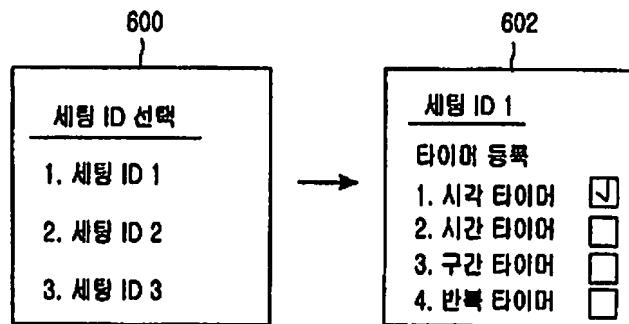 600
세팅 ID 선택
1. 세팅 ID 1
2. 세팅 ID 2
3. 세팅 ID 3
602
세팅 ID 1
타이머 등록
1. 시각 타이머
2. 시간 타이머
3. 구간 타이머
4. 반복 타이머